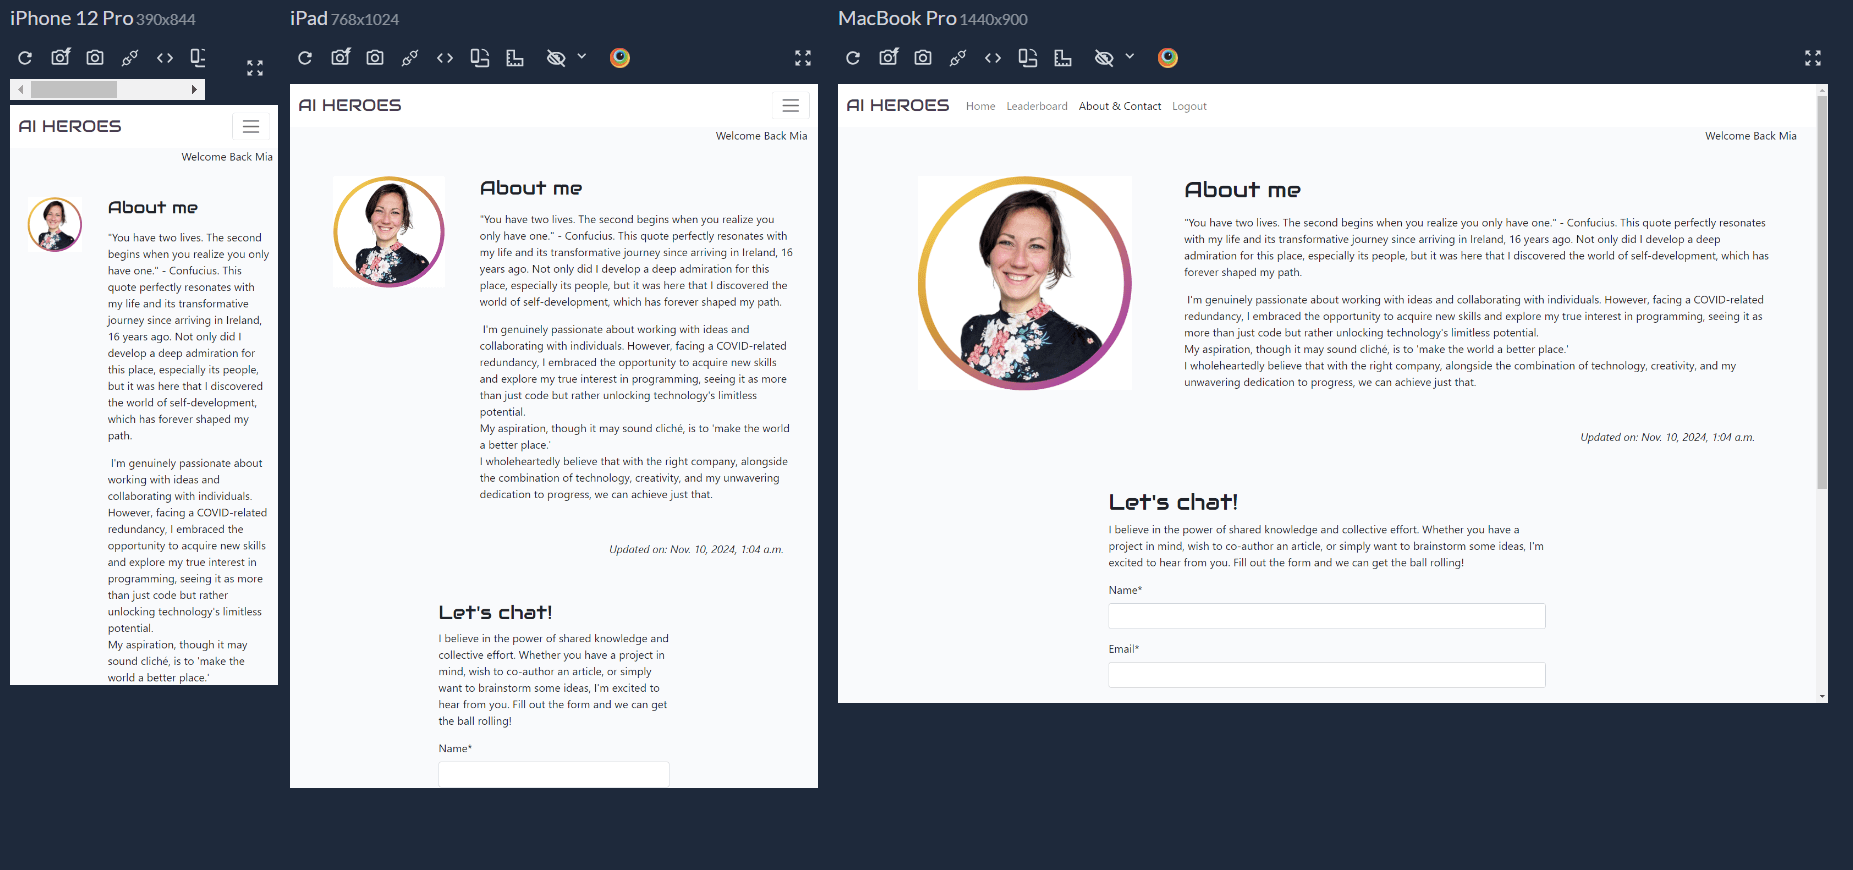 iPhone 12 Pro 390x844
AI HEROES
Welcome Back Mia
About me
"You have two lives. The second
begins when you realize you only
have one." - Confucius. This
quote perfectly resonates with
my life and its transformative
journey since arriving in Ireland,
16 years ago. Not only did I
develop a deep admiration for
this place, especially its people,
but it was here that I discovered
the world of self-development,
which has forever shaped my
path.
I'm genuinely passionate about
working with ideas and
collaborating with individuals.
However, facing a COVID-related
redundancy, I embraced the
opportunity to acquire new skills
and explore my true interest in
programming, seeing it as more
than just code but rather
unlocking technology's limitless
potential.
My aspiration, though it may
sound cliché, is to 'make the
world a better place.'
iPad 768x1024
AI HEROES
Welcome Back Mia
About me
"You have two lives. The second begins when you realize you
only have one." - Confucius. This quote perfectly resonates with
my life and its transformative journey since arriving in Ireland, 16
years ago. Not only did I develop a deep admiration for this
place, especially its people, but it was here that I discovered the
world of self-development, which has forever shaped my path.
I'm genuinely passionate about working with ideas and
collaborating with individuals. However, facing a COVID-related
redundancy, I embraced the opportunity to acquire new skills
and explore my true interest in programming, seeing it as more
than just code but rather unlocking technology's limitless
potential.
My aspiration, though it may sound cliché, is to 'make the world
a better place.'
I wholeheartedly believe that with the right company, alongside
the combination of technology, creativity, and my unwavering
dedication to progress, we can achieve just that.
Updated on: Nov. 10, 2024, 1:04 a.m.
Let's chat!
I believe in the power of shared knowledge and
collective effort. Whether you have a project in
mind, wish to co-author an article, or simply
want to brainstorm some ideas, I'm excited to
hear from you. Fill out the form and we can get
the ball rolling!
Name*
MacBook Pro 1440x900
AI HEROES Home Leaderboard About & Contact Logout
Welcome Back Mia
About me
"You have two lives. The second begins when you realize you only have one." - Confucius. This quote perfectly resonates
with my life and its transformative journey since arriving in Ireland, 16 years ago. Not only did I develop a deep
admiration for this place, especially its people, but it was here that I discovered the world of self-development, which has
forever shaped my path.
I'm genuinely passionate about working with ideas and collaborating with individuals. However, facing a COVID-related
redundancy, I embraced the opportunity to acquire new skills and explore my true interest in programming, seeing it as
more than just code but rather unlocking technology's limitless potential.
My aspiration, though it may sound cliché, is to 'make the world a better place.'
I wholeheartedly believe that with the right company, alongside the combination of technology, creativity, and my
unwavering dedication to progress, we can achieve just that.
Updated on: Nov. 10, 2024, 1:04 a.m.
Let's chat!
I believe in the power of shared knowledge and collective effort. Whether you have a
project in mind, wish to co-author an article, or simply want to brainstorm some ideas, I'm
excited to hear from you. Fill out the form and we can get the ball rolling!
Name*
Email*